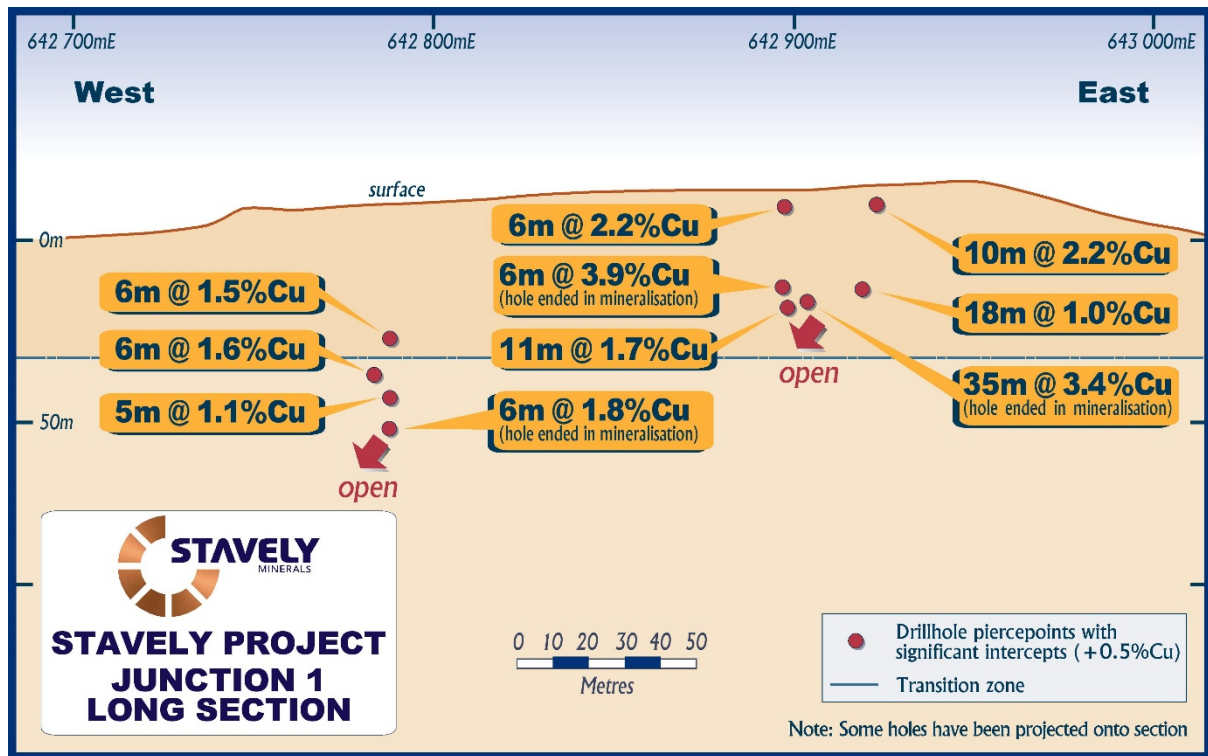 642 700mE
642 800mE
642 900mE
643 000mE
West
East
surface
0m
50m
6m @ 2.2%Cu
10m @ 2.2%Cu
6m @ 3.9%Cu
(hole ended in mineralisation)
6m @ 1.5%Cu
18m @ 1.0%Cu
6m @ 1.6%Cu
11m @ 1.7%Cu
open
35m @ 3.4%Cu
(hole ended in mineralisation)
5m @ 1.1%Cu
6m @ 1.8%Cu
(hole ended in mineralisation)
open
STAVELY
MINERALS
STAVELY PROJECT
JUNCTION 1
LONG SECTION
0 10 20 30 40 50
Metres
Drillhole piercepoints with
significant intercepts (+0.5%Cu)
Transition zone
Note: Some holes have been projected onto section